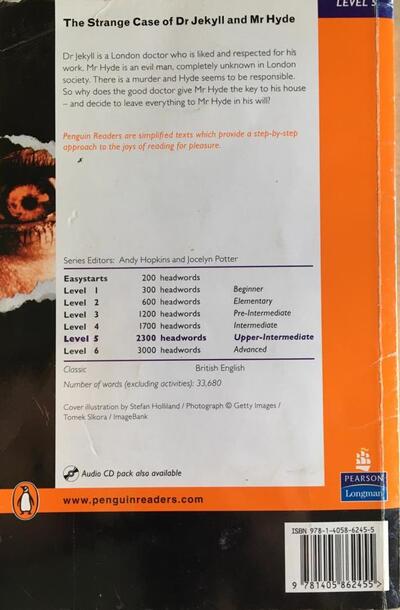 LEVEL 5
The Strange Case of Dr Jekyll and Mr Hyde
Dr Jekyll is a London doctor who is liked and respected for his
work. Mr Hyde is an evil man, completely unknown in London
society. There is a murder and Hyde seems to be responsible.
So why does the good doctor give Mr Hyde the key to his house
– and decide to leave everything to Mr Hyde in his will?
Penguin Readers are simplified texts which provide a step-by-step
approach to the joys of reading for pleasure.
Series Editors: Andy Hopkins and Jocelyn Potter
Easystarts 200 headwords
Level 1 300 headwords Beginner
Level 2 600 headwords Elementary
Level 3 1200 headwords Pre-Intermediate
Level 4 1700 headwords Intermediate
Level 5 2300 headwords Upper-Intermediate
Level 6 3000 headwords Advanced
Classic British English
Number of words (excluding activities): 33,680
Cover illustration by Stefan Holliland / Photograph © Getty Images /
Tomek Sikora / ImageBank
Audio CD pack also available
www.penguinreaders.com
PEARSON
Longman
ISBN 978-1-4058-6245-5
9 781405 862455 >